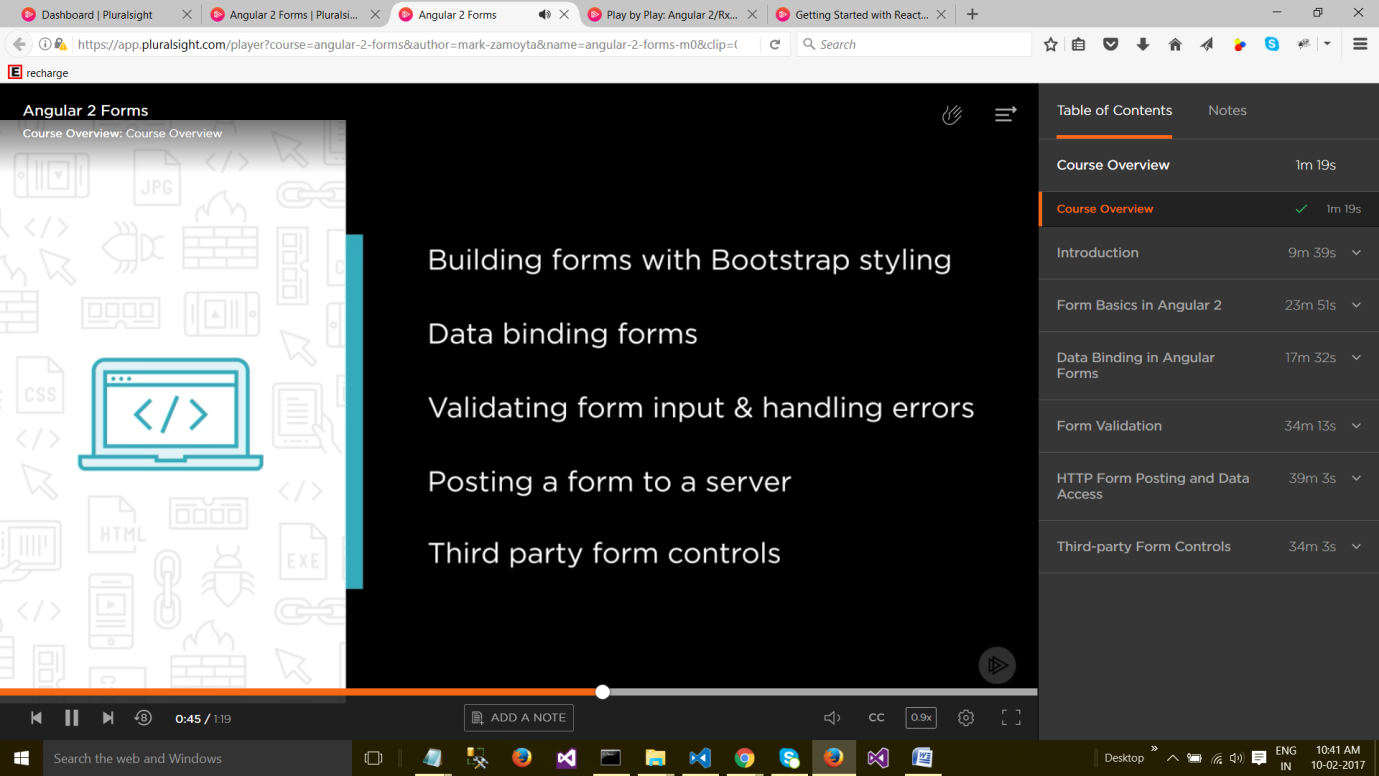 Dashboard | Pluralsight
Angular 2 Forms | Pluralsi...
Angular 2 Forms
Play by Play: Angular 2/Rx...
Getting Started with React...
https://app.pluralsight.com/player?course=angular-2-forms&author=mark-zamoyta&name=angular-2-forms-m0&clip=
Search
E recharge
Angular 2 Forms
Course Overview: Course Overview
JPG
CSS
HTML
EXE
</>
Building forms with Bootstrap styling
Data binding forms
Validating form input & handling errors
Posting a form to a server
Third party form controls
8
0:45 / 1:19
ADD A NOTE
CC
0.9x
Table of Contents
Notes
Course Overview 1m 19s
Course Overview 1m 19s
Introduction 9m 39s
Form Basics in Angular 2 23m 51s
Data Binding in Angular 17m 32s
Forms
Form Validation 34m 13s
HTTP Form Posting and Data 39m 3s
Access
Third-party Form Controls 34m 3s
Search the web and Windows
Desktop
ENG
IN
10:41 AM
10-02-2017